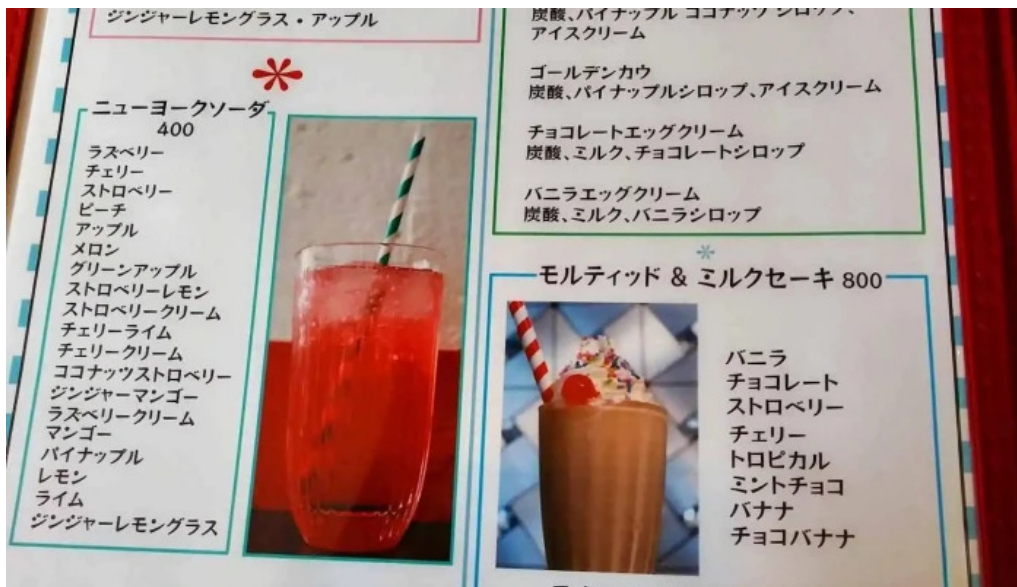 ジンジャーレモングラス・アップル
ニューヨークソーダ
400
ラズベリー
チェリー
ストロベリー
ピーチ
アップル
メロン
グリーンアップル
ストロベリーレモン
ストロベリークリーム
チェリーライム
チェリークリーム
ココナッツストロベリー
ジンジャーマンゴー
ラズベリークリーム
マンゴー
パイナップル
レモン
ライム
ジンジャーレモングラス
炭酸、パイナップル ココナッツ シロップ、
アイスクリーム
ゴールデンカウ
炭酸、パイナップルシロップ、アイスクリーム
チョコレートエッグクリーム
炭酸、ミルク、チョコレートシロップ
バニラエッグクリーム
炭酸、ミルク、バニラシロップ
モルティッド & ミルクセーキ 800
バニラ
チョコレート
ストロベリー
チェリー
トロピカル
ミントチョコ
バナナ
チョコバナナ